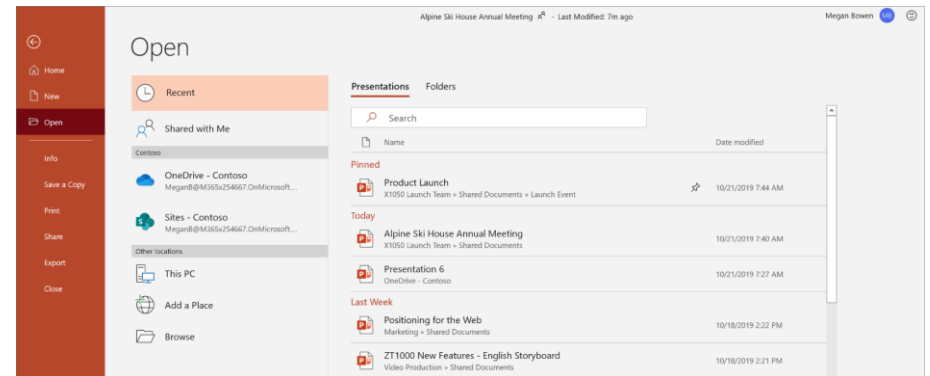 Alpine Ski House Annual Meeting - Last Modified: 7m ago
Megan Bowen MB
Home
New
Open
Info
Save a Copy
Print
Share
Export
Close
Open
Recent
Shared with Me
Contoso
OneDrive - Contoso
MeganB@M365x254667.OnMicrosoft....
Sites - Contoso
MeganB@M365x254667.OnMicrosoft....
Other locations
This PC
Add a Place
Browse
Presentations Folders
Search
Name Date modified
Pinned
Product Launch
X1050 Launch Team » Shared Documents » Launch Event
10/21/2019 7:44 AM
Today
Alpine Ski House Annual Meeting
X1050 Launch Team » Shared Documents
10/21/2019 7:40 AM
Presentation 6
OneDrive - Contoso
10/21/2019 7:27 AM
Last Week
Positioning for the Web
Marketing » Shared Documents
10/18/2019 2:22 PM
ZT1000 New Features - English Storyboard
Video Production » Shared Documents
10/18/2019 2:21 PM